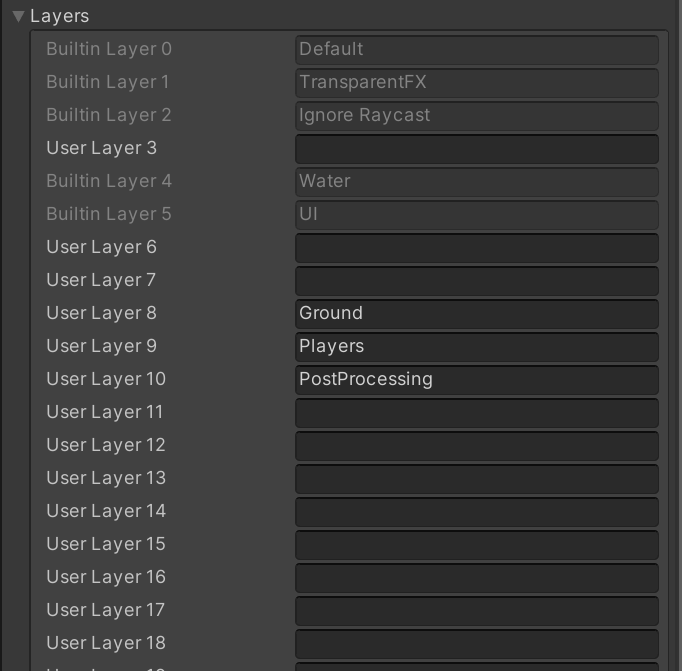 Layers
Builtin Layer 0 Default
Builtin Layer 1 TransparentFX
Builtin Layer 2 Ignore Raycast
User Layer 3
Builtin Layer 4 Water
Builtin Layer 5 UI
User Layer 6
User Layer 7
User Layer 8 Ground
User Layer 9 Players
User Layer 10 PostProcessing
User Layer 11
User Layer 12
User Layer 13
User Layer 14
User Layer 15
User Layer 16
User Layer 17
User Layer 18